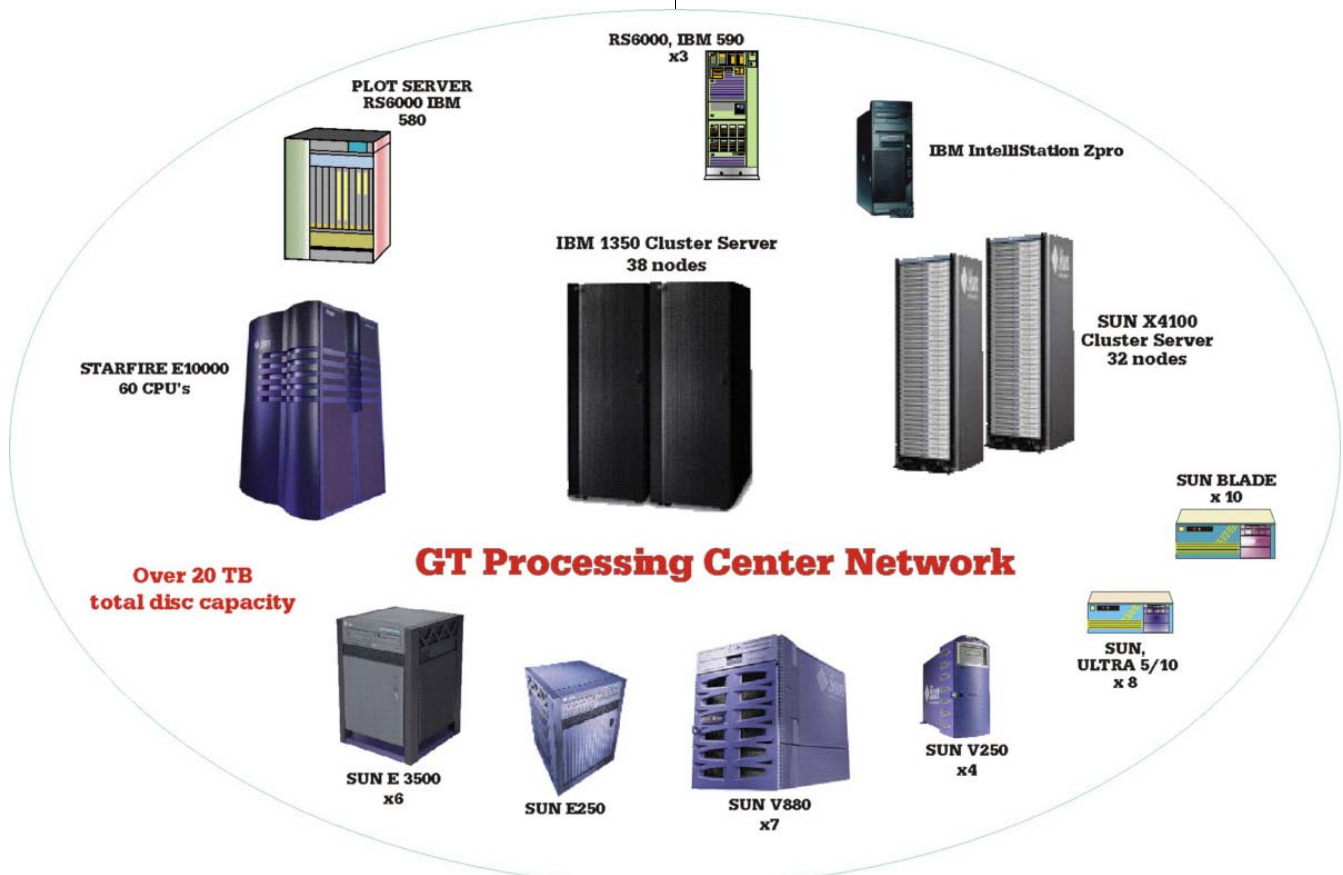 RS6000, IBM 590
x3
PLOT SERVER
RS6000 IBM
580
IBM IntelliStation Zpro
IBM 1350 Cluster Server
38 nodes
SUN X4100
Cluster Server
32 nodes
STARFIRE E10000
60 CPU's
SUN BLADE
x 10
GT Processing Center Network
Over 20 TB
total disc capacity
SUN,
ULTRA 5/10
x 8
SUN E 3500
x6
SUN E250
SUN V880
x7
SUN V250
x4